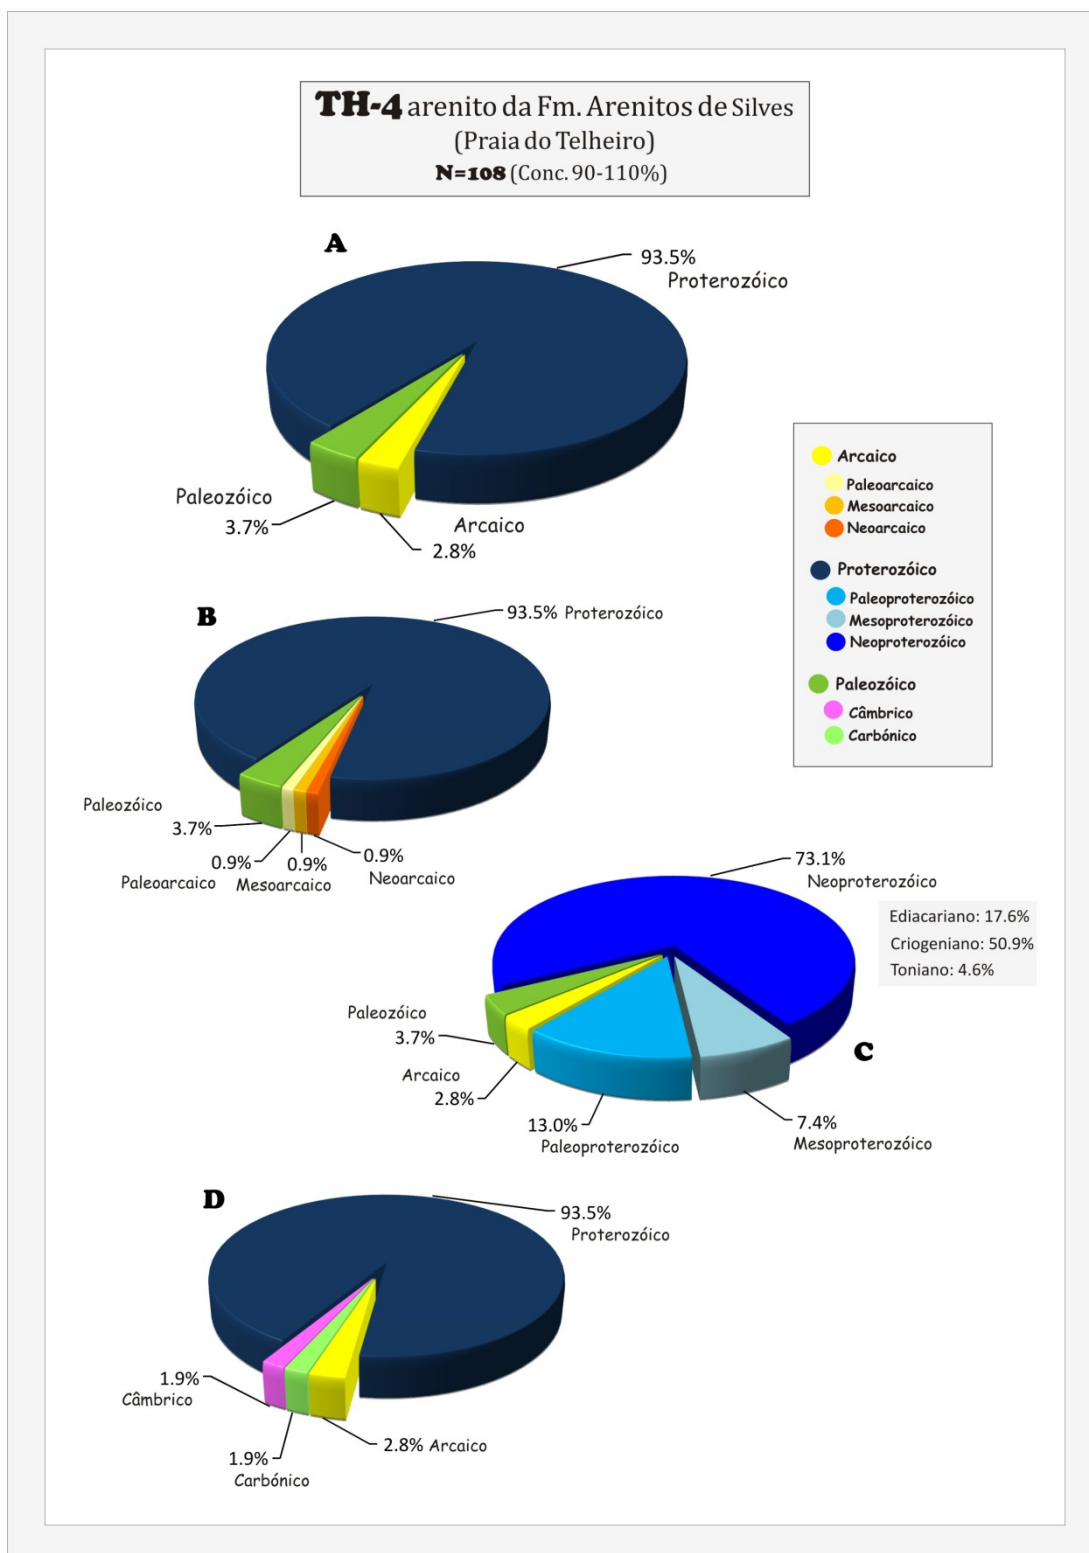 TH-4 arenito da Fm. Arenitos de Silves
(Praia do Telheiro)
N=108 (Conc. 90-110%)
A
93.5%
Proterozóico
Paleozóico
3.7%
Arcaico
2.8%
Arcaico
Paleoarcaico
Mesoarcaico
Neoarcaico
Proterozóico
Paleoproterozóico
Mesoproterozóico
Neoproterozóico
Paleozóico
Câmbrico
Carbónico
B
93.5% Proterozóico
Paleozóico
3.7%
0.9%
Paleoarcaico
0.9%
Mesoarcaico
0.9%
Neoarcaico
73.1%
Neoproterozóico
Ediacariano: 17.6%
Criogeniano: 50.9%
Toniano: 4.6%
Paleozóico
3.7%
C
Arcaico
2.8%
13.0%
Paleoproterozóico
7.4%
Mesoproterozóico
D
93.5%
Proterozóico
1.9%
Câmbrico
1.9%
Carbónico
2.8% Arcaico